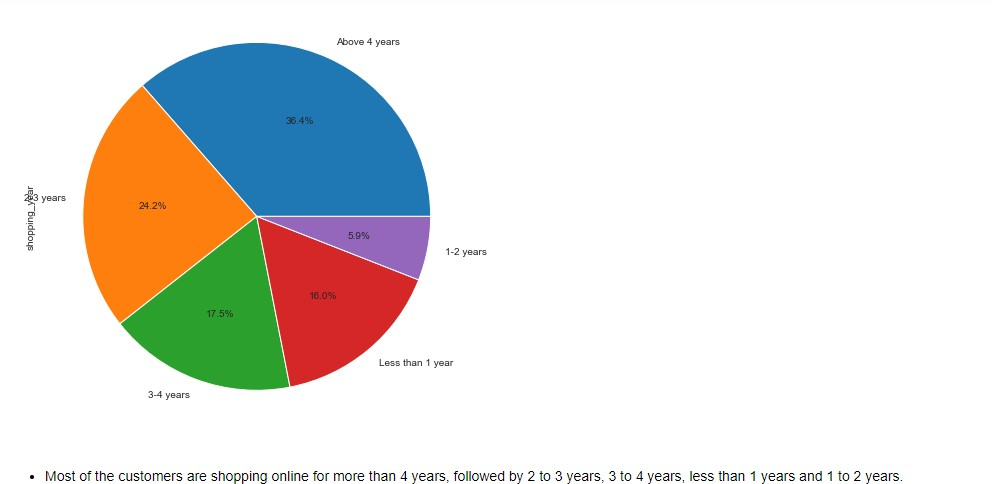 Above 4 years
36.4%
2-3 years
24.2%
shopping_year
5.9%
1-2 years
16.0%
17.5%
Less than 1 year
3-4 years
• Most of the customers are shopping online for more than 4 years, followed by 2 to 3 years, 3 to 4 years, less than 1 years and 1 to 2 years.